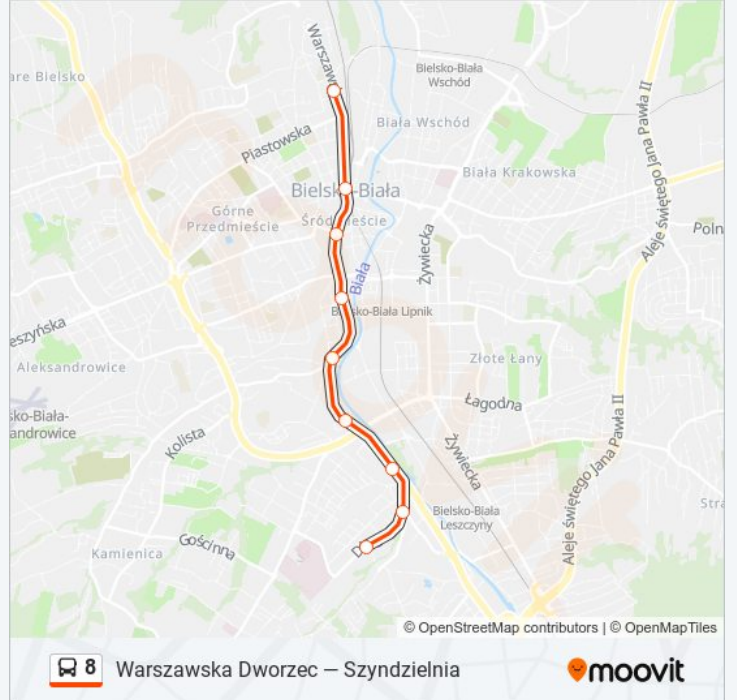 Warszaw
Bielsko-Biała
Wschód
are Bielsko
Biała Wschód
Piastowska
Aleje świętego Jana Pawła II
Biała Krakowska
Bielsko-Biała
Górne
Przedmieście
Śródmieście
Żywiecka
Poln
Biała
Bielsko-Biała Lipnik
eszyńska
Złote Łany
Aleksandrowice
sko-Biała-
androwice
Łagodna
Kolista
Żywiecka
Aleje świętego Jana Pawła II
Stra
Bielsko-Biała
Leszczyny
Gościnna
Kamienica
D
© OpenStreetMap contributors | © OpenMapTiles
8 Warszawska Dworzec — Szyndzielnia
moovit